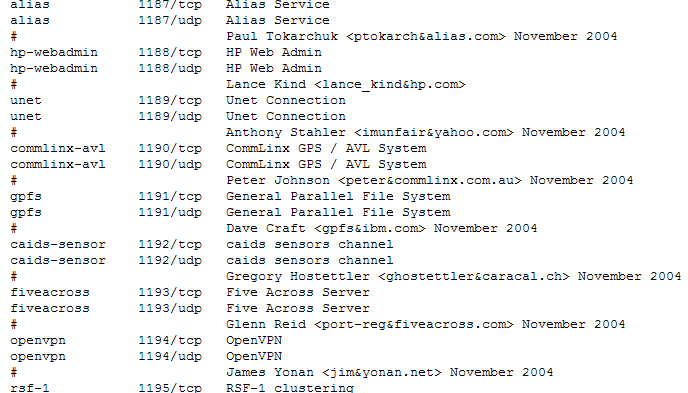 alias 1187/tcp Alias Service
alias 1187/udp Alias Service
# Paul Tokarchuk <ptokarch&alias.com> November 2004
hp-webadmin 1188/tcp HP Web Admin
hp-webadmin 1188/udp HP Web Admin
# Lance Kind <lance_kind&hp.com>
unet 1189/tcp Unet Connection
unet 1189/udp Unet Connection
# Anthony Stahler <imunfair&yahoo.com> November 2004
commlinx-avl 1190/tcp CommLinx GPS / AVL System
commlinx-avl 1190/udp CommLinx GPS / AVL System
# Peter Johnson <peter&commlinx.com.au> November 2004
gpfs 1191/tcp General Parallel File System
gpfs 1191/udp General Parallel File System
# Dave Craft <gpfs&ibm.com> November 2004
caids-sensor 1192/tcp caids sensors channel
caids-sensor 1192/udp caids sensors channel
# Gregory Hostettler <ghostettler&caracal.ch> November 2004
fiveacross 1193/tcp Five Across Server
fiveacross 1193/udp Five Across Server
# Glenn Reid <port-reg&fiveacross.com> November 2004
openvpn 1194/tcp OpenVPN
openvpn 1194/udp OpenVPN
# James Yonan <jim&yonan.net> November 2004
rsf-1 1195/tcp RSF-1 clustering